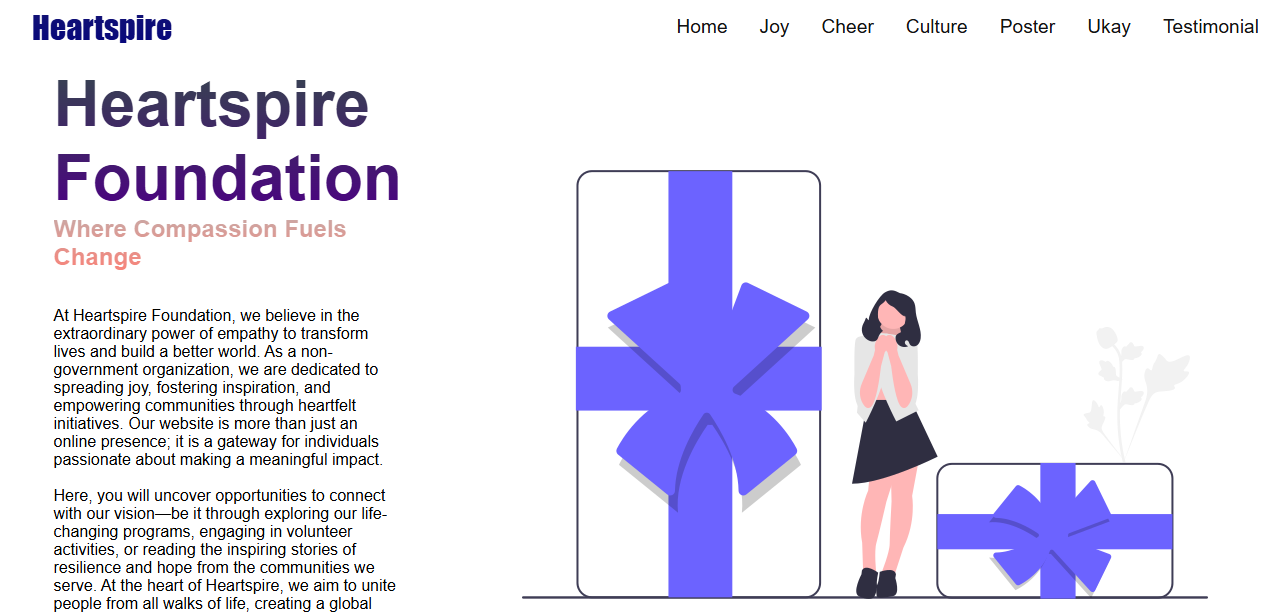 Heartspire
Home Joy Cheer Culture Poster Ukay Testimonial
Heartspire
Foundation
Where Compassion Fuels
Change
At Heartspire Foundation, we believe in the
extraordinary power of empathy to transform
lives and build a better world. As a non-
government organization, we are dedicated to
spreading joy, fostering inspiration, and
empowering communities through heartfelt
initiatives. Our website is more than just an
online presence; it is a gateway for individuals
passionate about making a meaningful impact.
Here, you will uncover opportunities to connect
with our vision—be it through exploring our life-
changing programs, engaging in volunteer
activities, or reading the inspiring stories of
resilience and hope from the communities we
serve. At the heart of Heartspire, we aim to unite
people from all walks of life, creating a global